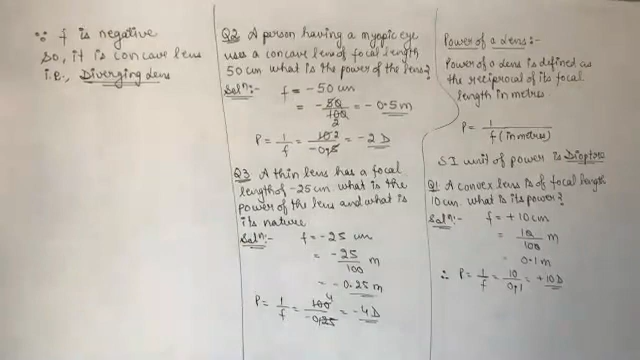 Power of a Lens:-
Power of a lens is defined as
the reciprocal of its focal
length in metres.
P = 1/f (in metres)
SI unit of power is Dioptre
Q1 A convex lens is of focal length
10 cm. what is its power?
Soln:- f = +10cm
= 10/100 m
= 0.1 m
∴ P = 1/f = 10/0.1 = +10D
Q2 A person having a myopic eye
uses a concave lens of focal length
50 cm what is the power of the lens?
Soln:- f = -50 cm
= -50/100 = -0.5m
2
P = 1/f = 10 2/-0.5 = -2 D
Q3 A thin lens has a focal
length of -25 cm. what is the
power of the lens and what is
its nature
Soln:- f = -25 cm
= -25/100 m
= -0.25 m
P = 1/f = 100 4/-0.25 = -4 D
∵ f is negative
so, it is concave lens
i.e., Diverging lens